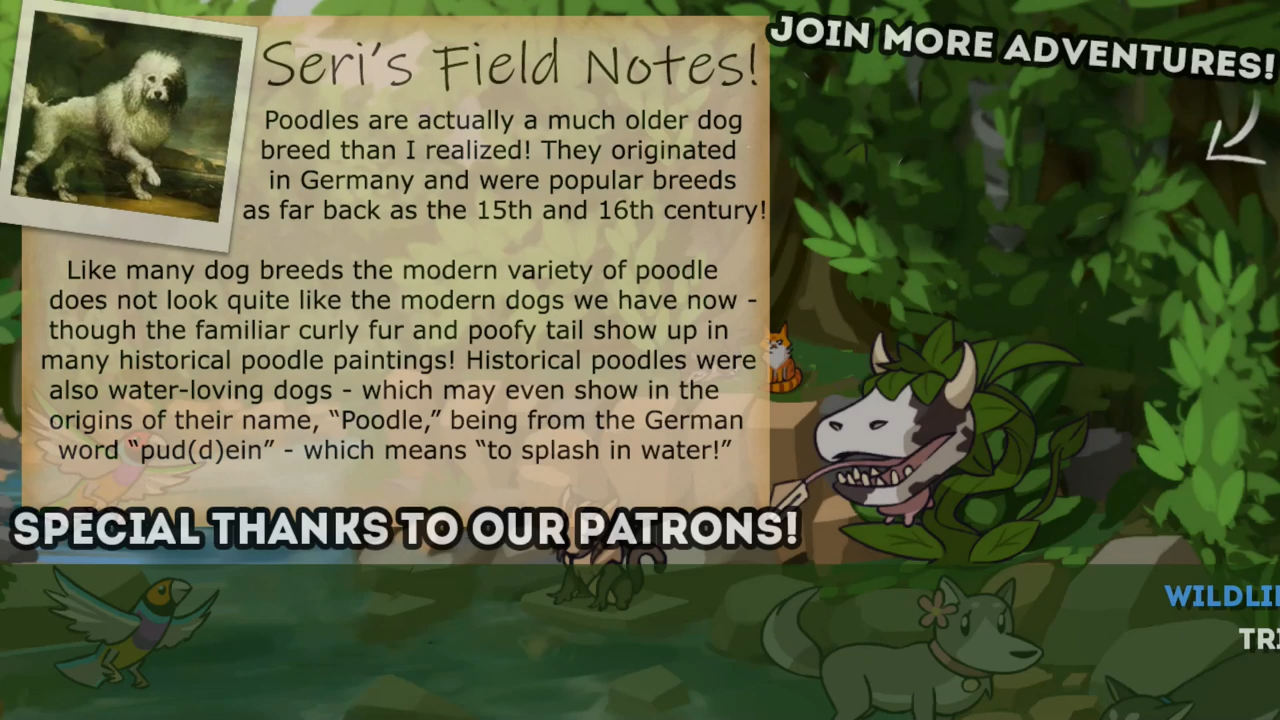 Seri's Field Notes!
JOIN MORE ADVENTURES!
Poodles are actually a much older dog
breed than I realized! They originated
in Germany and were popular breeds
as far back as the 15th and 16th century!
Like many dog breeds the modern variety of poodle
does not look quite like the modern dogs we have now -
though the familiar curly fur and poofy tail show up in
many historical poodle paintings! Historical poodles were
also water-loving dogs - which may even show in the
origins of their name, “Poodle,” being from the German
word “pud(d)ein” - which means “to splash in water!”
SPECIAL THANKS TO OUR PATRONS!